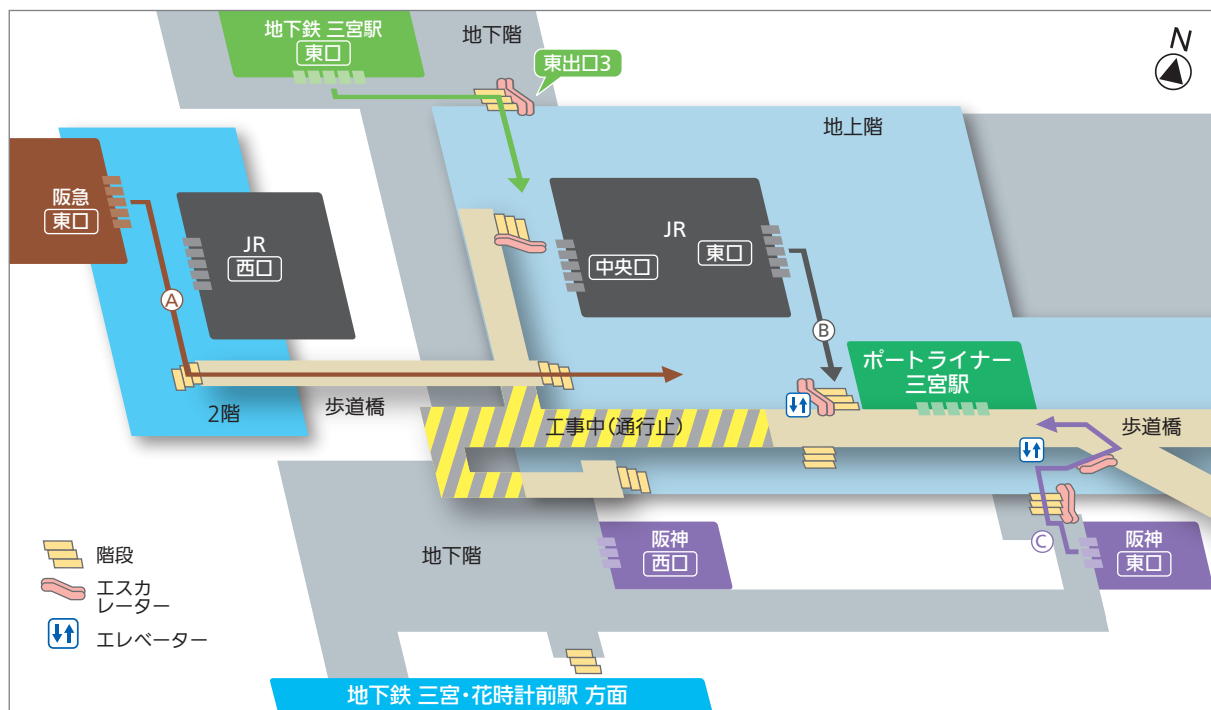 地下鉄 三宮駅
東口
地下階
東出口3
N
地上階
阪急
東口
JR
西口
JR
中央口
東口
A
B
ポートライナー
三宮駅
2階
歩道橋
工事中(通行止)
歩道橋
地下階
阪神
西口
C
阪神
東口
階段
エスカ
レーター
エレベーター
地下鉄 三宮・花時計前駅 方面